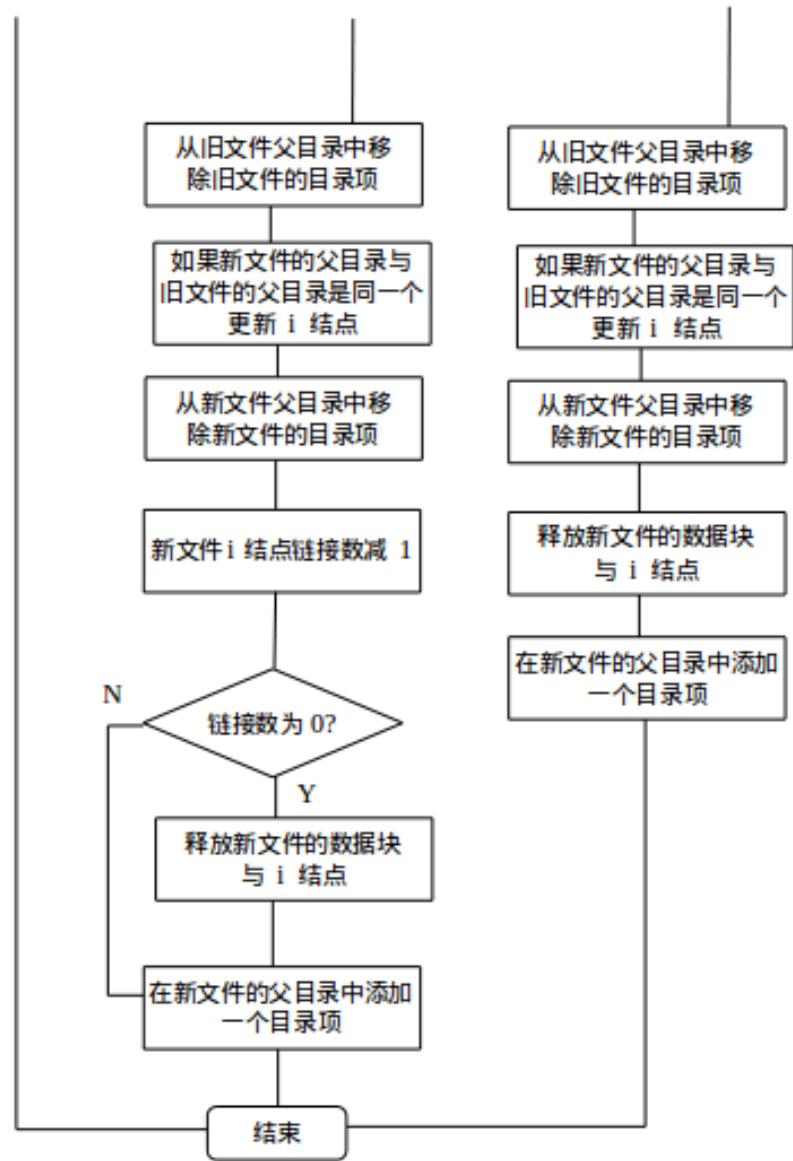 从旧文件父目录中移
除旧文件的目录项
如果新文件的父目录与
旧文件的父目录是同一个
更新 i 结点
从新文件父目录中移
除新文件的目录项
新文件 i 结点链接数减 1
链接数为 0?
N
Y
释放新文件的数据块
与 i 结点
在新文件的父目录中添加
一个目录项
从旧文件父目录中移
除旧文件的目录项
如果新文件的父目录与
旧文件的父目录是同一个
更新 i 结点
从新文件父目录中移
除新文件的目录项
释放新文件的数据块
与 i 结点
在新文件的父目录中添加
一个目录项
结束